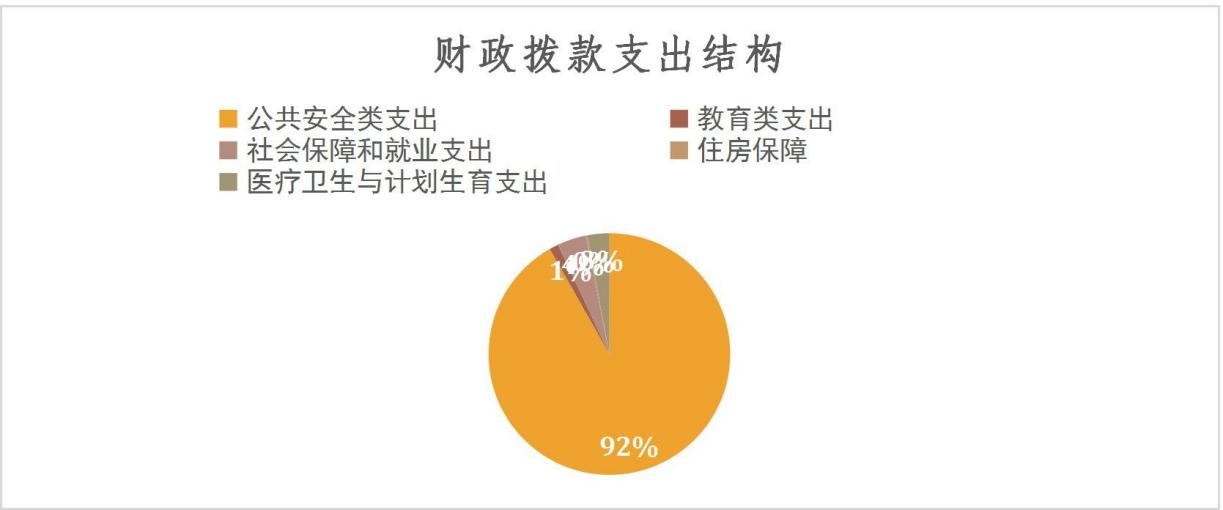 财政拨款支出结构
公共安全类支出
教育类支出
社会保障和就业支出
住房保障
医疗卫生与计划生育支出
1%
4%
92%